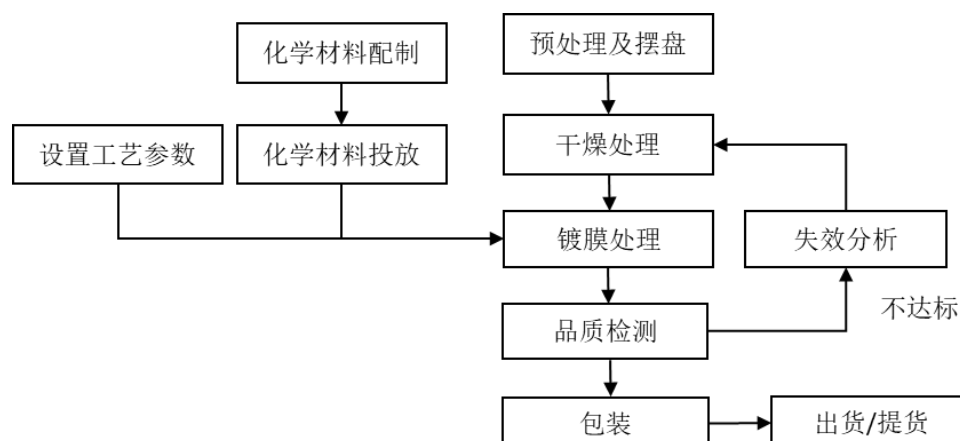 化学材料配制
预处理及摆盘
设置工艺参数
化学材料投放
干燥处理
镀膜处理
失效分析
不达标
品质检测
包装
出货/提货